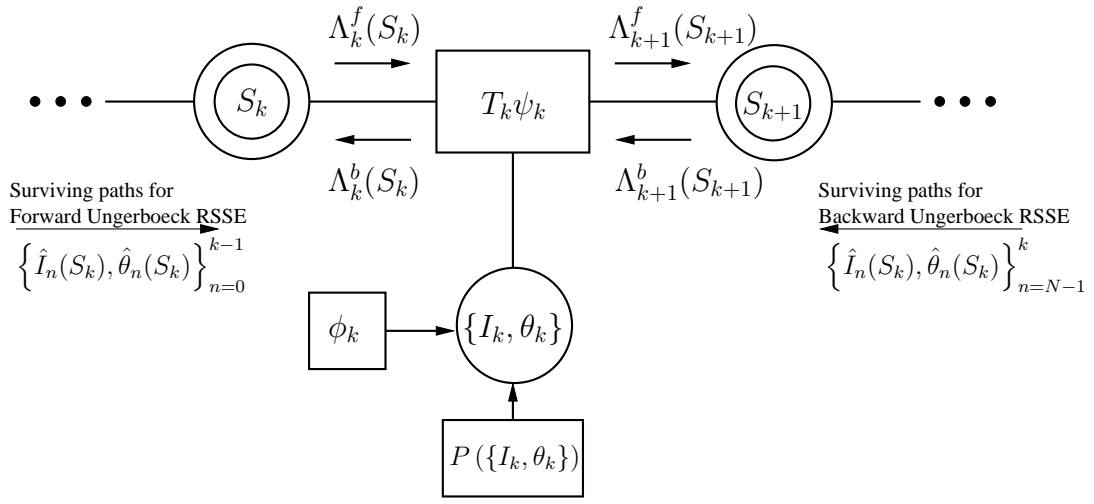 Λ_k^f(S_k) Λ_{k+1}^f(S_{k+1})
••• S_k T_kψ_k S_{k+1} •••
Λ_k^b(S_k) Λ_{k+1}^b(S_{k+1})
Surviving paths for
Forward Ungerboeck RSSE
{Î_n(S_k), θ̂_n(S_k)}_{n=0}^{k−1}
Surviving paths for
Backward Ungerboeck RSSE
{Î_n(S_k), θ̂_n(S_k)}_{n=N−1}^{k}
ϕ_k {I_k, θ_k}
P ({I_k, θ_k})